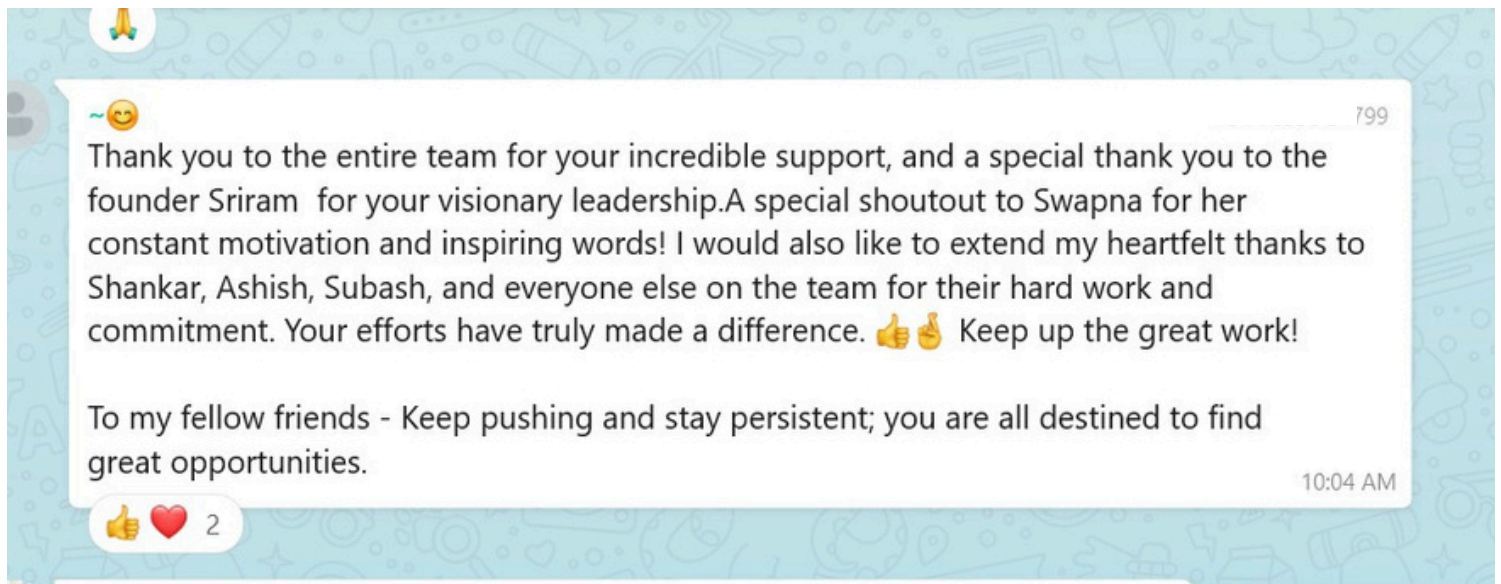 ~😊
799
Thank you to the entire team for your incredible support, and a special thank you to the
founder Sriram  for your visionary leadership.A special shoutout to Swapna for her
constant motivation and inspiring words! I would also like to extend my heartfelt thanks to
Shankar, Ashish, Subash, and everyone else on the team for their hard work and
commitment. Your efforts have truly made a difference. 👍🤞 Keep up the great work!
To my fellow friends - Keep pushing and stay persistent; you are all destined to find
great opportunities.
10:04 AM
👍❤️ 2